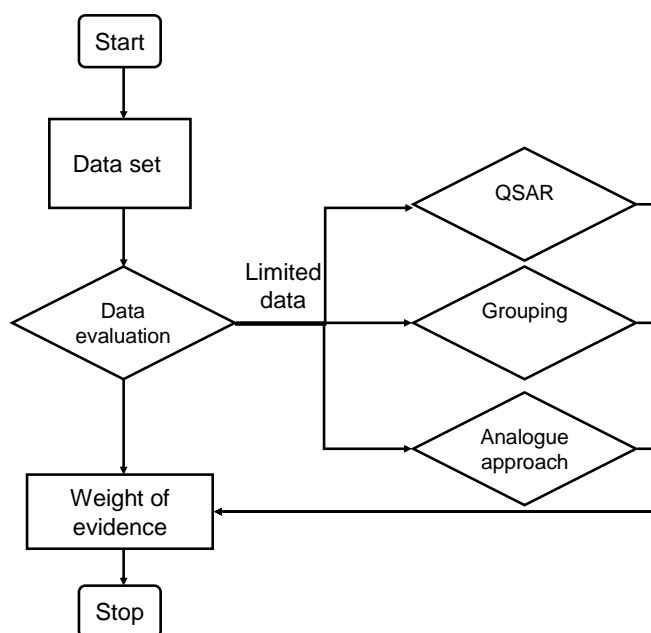 Start
Data set
QSAR
Limited
data
Data
evaluation
Grouping
Analogue
approach
Weight of
evidence
Stop